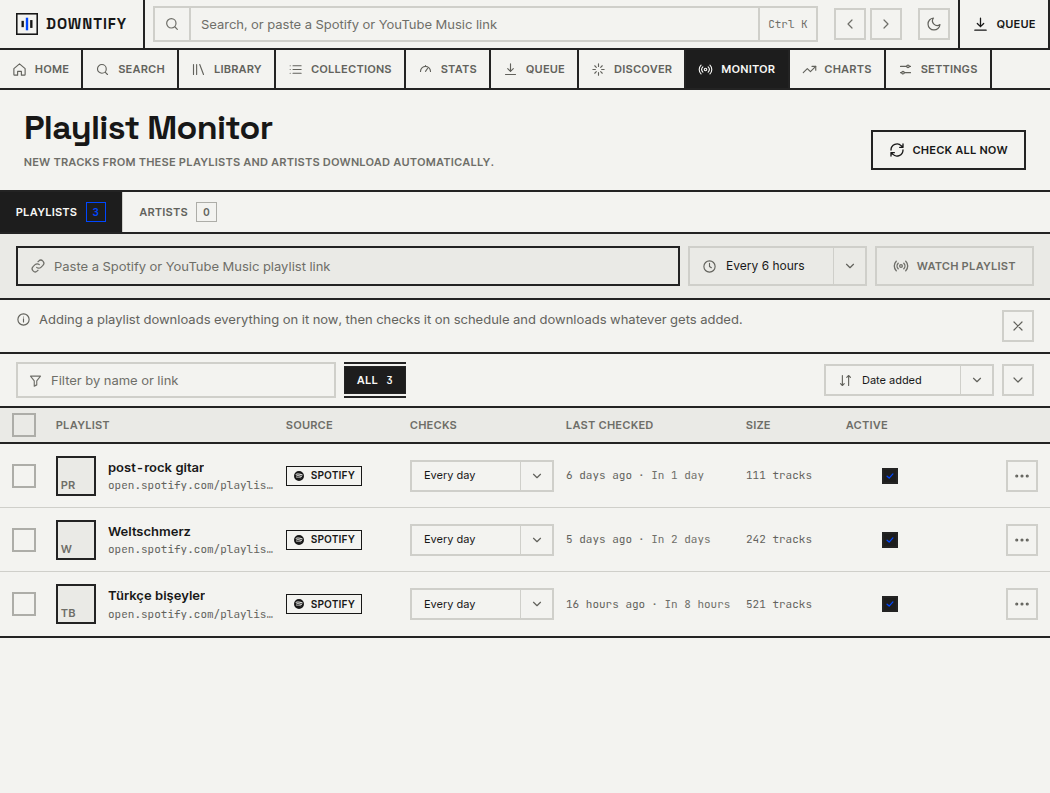 DOWNTIFY
Search, or paste a Spotify or YouTube Music link
Ctrl K
QUEUE
HOME
SEARCH
LIBRARY
COLLECTIONS
STATS
QUEUE
DISCOVER
MONITOR
CHARTS
SETTINGS
Playlist Monitor
NEW TRACKS FROM THESE PLAYLISTS AND ARTISTS DOWNLOAD AUTOMATICALLY.
CHECK ALL NOW
PLAYLISTS 3
ARTISTS 0
Paste a Spotify or YouTube Music playlist link
Every 6 hours
WATCH PLAYLIST
Adding a playlist downloads everything on it now, then checks it on schedule and downloads whatever gets added.
Filter by name or link
ALL 3
Date added
PLAYLIST SOURCE CHECKS LAST CHECKED SIZE ACTIVE
PR
post-rock gitar
open.spotify.com/playlis…
SPOTIFY
Every day
6 days ago · In 1 day
111 tracks
W
Weltschmerz
open.spotify.com/playlis…
SPOTIFY
Every day
5 days ago · In 2 days
242 tracks
TB
Türkçe bişeyler
open.spotify.com/playlis…
SPOTIFY
Every day
16 hours ago · In 8 hours
521 tracks